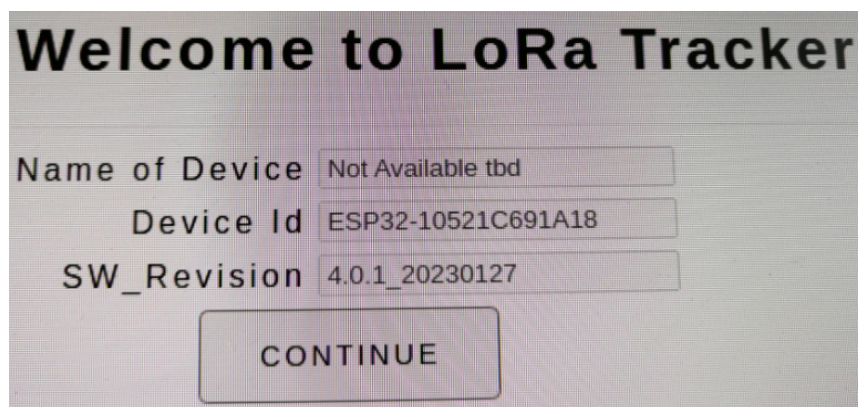 Welcome to LoRa Tracker
Name of Device Not Available tbd
Device Id ESP32-10521C691A18
SW_Revision 4.0.1_20230127
CONTINUE